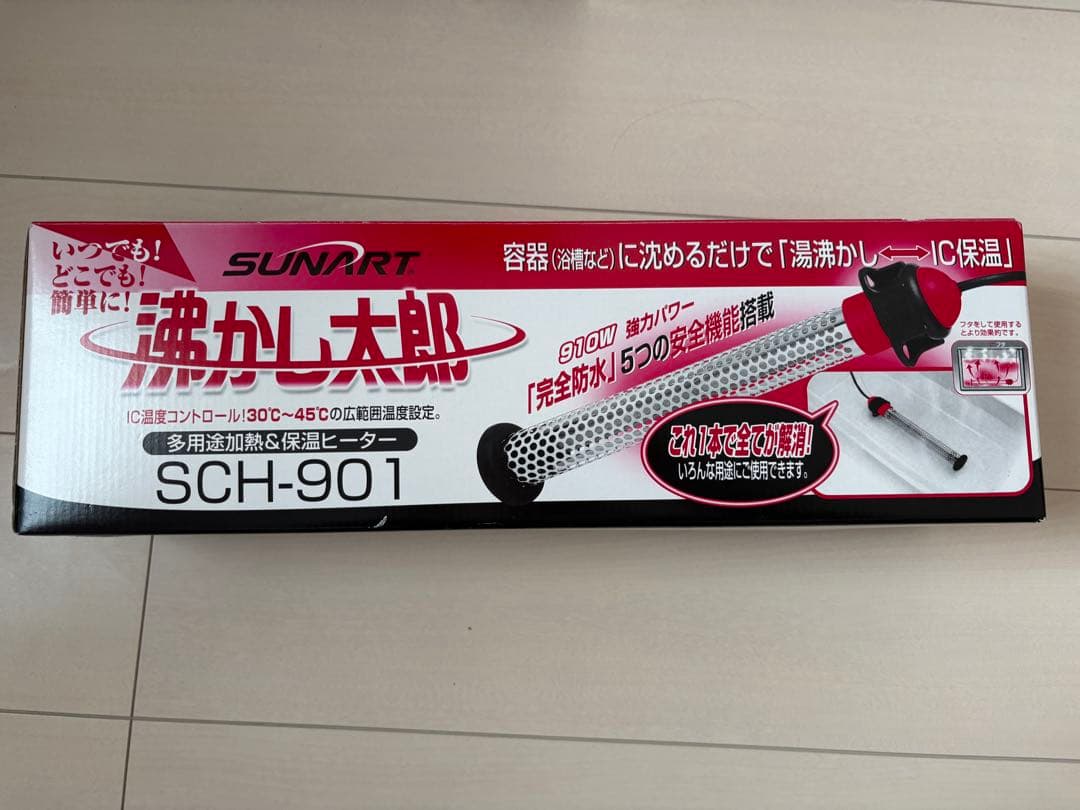 いつでも!
どこでも!
簡単に!
SUNART
沸かし太郎
IC温度コントロール!30℃〜45℃の広範囲温度設定。
多用途加熱&保温ヒーター
SCH-901
容器(浴槽など)に沈めるだけで「湯沸かし⟷IC保温」
910W 強力パワー
「完全防水」5つの安全機能搭載
これ1本で全てが解消!
いろんな用途にご使用できます。
フタをして使用する
とより効果的です。
フタ